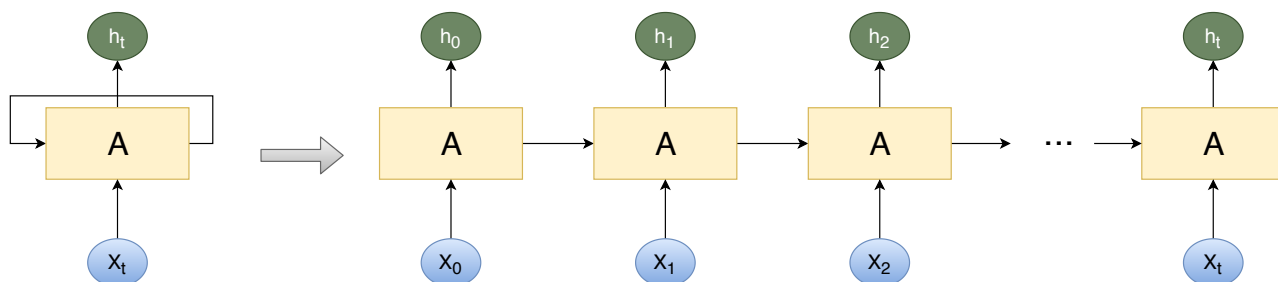 hₜ h₀ h₁ h₂ hₜ
A A A A ... A
xₜ x₀ x₁ x₂ xₜ